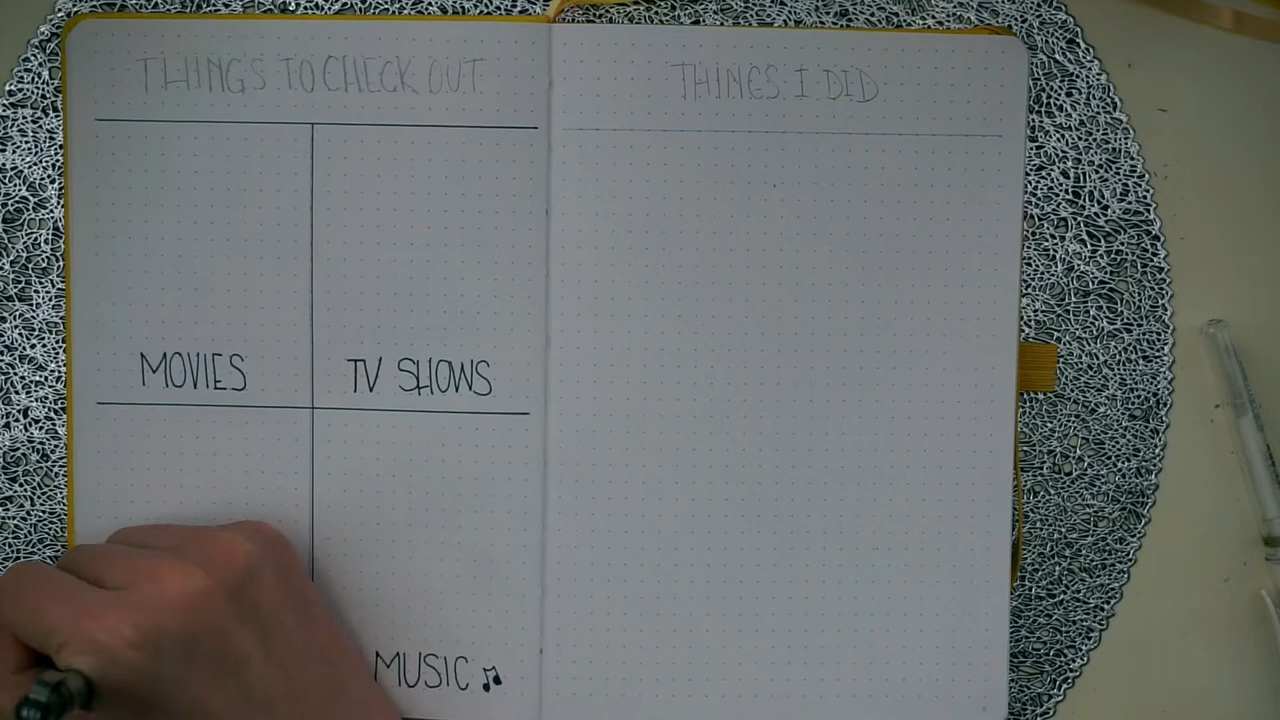 THINGS TO CHECK OUT
THINGS I DID
MOVIES
TV SHOWS
MUSIC